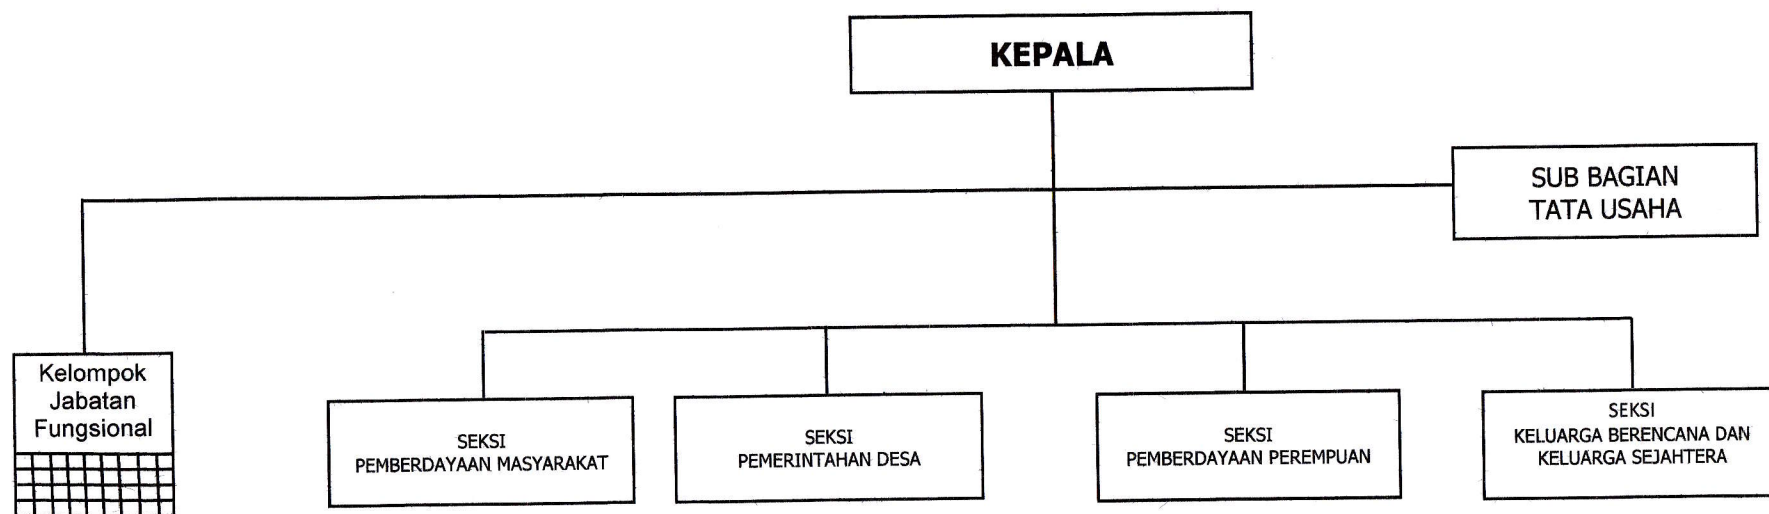 KEPALA
SUB BAGIAN
TATA USAHA
Kelompok
Jabatan
Fungsional
SEKSI
PEMBERDAYAAN MASYARAKAT
SEKSI
PEMERINTAHAN DESA
SEKSI
PEMBERDAYAAN PEREMPUAN
SEKSI
KELUARGA BERENCANA DAN
KELUARGA SEJAHTERA